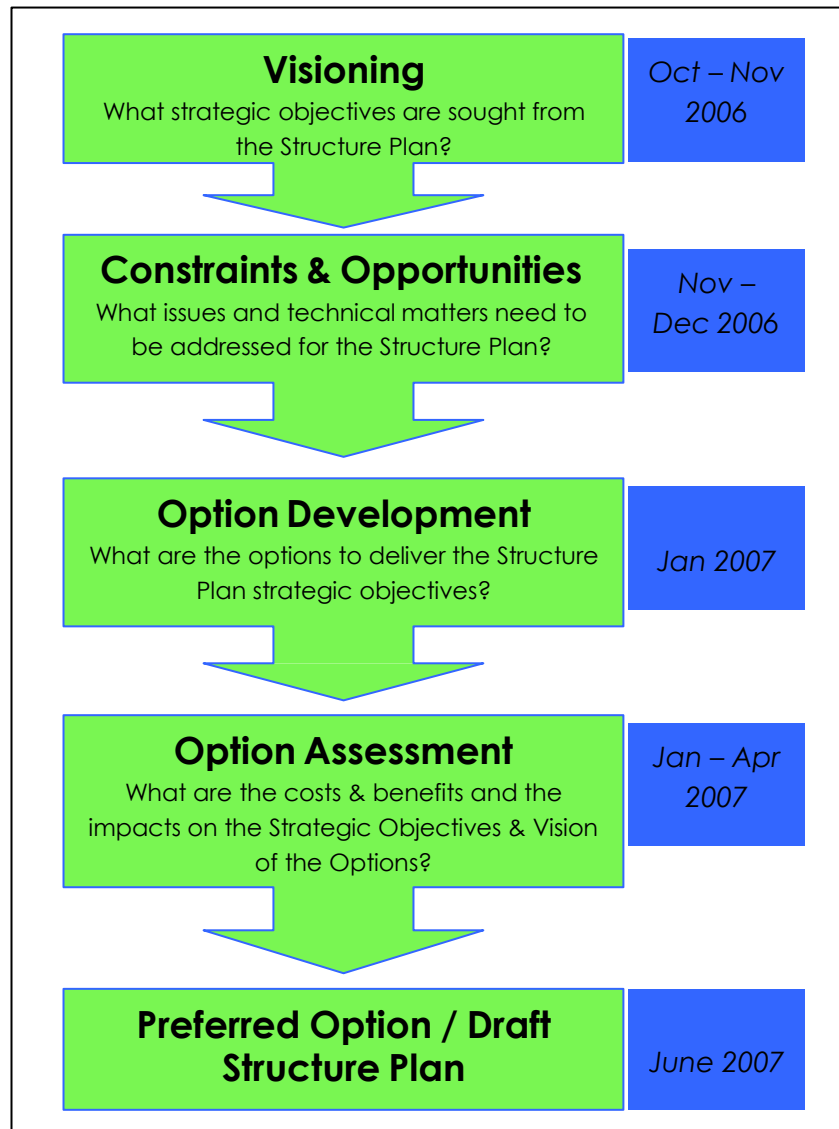 Visioning
What strategic objectives are sought from
the Structure Plan?
Oct – Nov
2006
Constraints & Opportunities
What issues and technical matters need to
be addressed for the Structure Plan?
Nov –
Dec 2006
Option Development
What are the options to deliver the Structure
Plan strategic objectives?
Jan 2007
Option Assessment
What are the costs & benefits and the
impacts on the Strategic Objectives & Vision
of the Options?
Jan – Apr
2007
Preferred Option / Draft
Structure Plan
June 2007